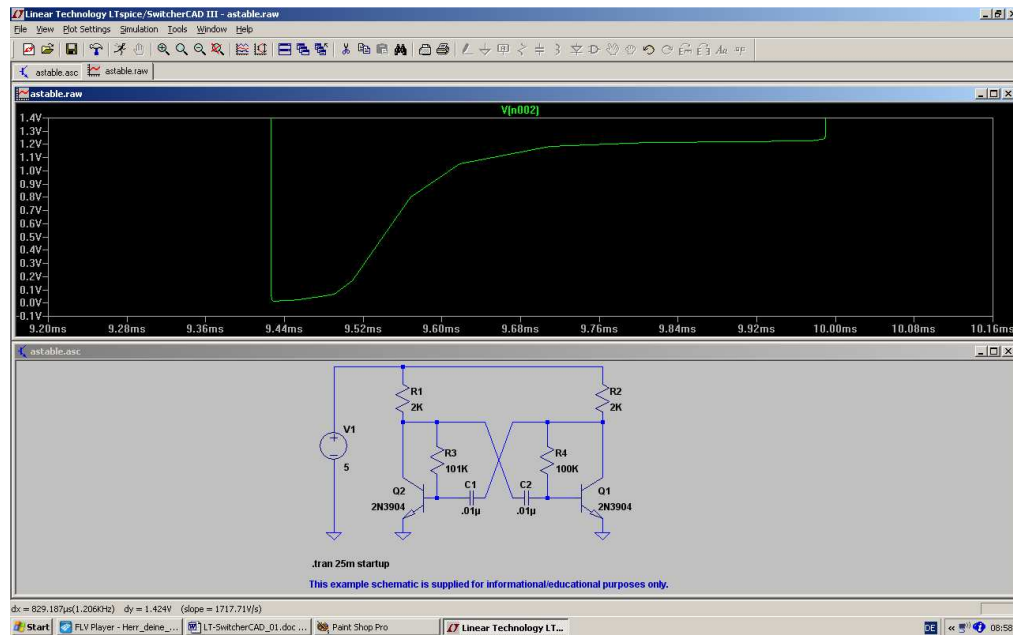 Linear Technology LTspice/SwitcherCAD III - astable.raw
File View Plot Settings Simulation Tools Window Help
astable.asc astable.raw
astable.raw
V(n002)
1.4V
1.3V
1.2V
1.1V
1.0V
0.9V
0.8V
0.7V
0.6V
0.5V
0.4V
0.3V
0.2V
0.1V
0.0V
-0.1V
9.20ms 9.28ms 9.36ms 9.44ms 9.52ms 9.60ms 9.68ms 9.76ms 9.84ms 9.92ms 10.00ms 10.08ms 10.16ms
astable.asc
R1
2K
R2
2K
V1
5
R3
101K
R4
100K
C1
.01µ
C2
.01µ
Q2
2N3904
Q1
2N3904
.tran 25m startup
This example schematic is supplied for informational/educational purposes only.
dx = 829.187µs(1.206KHz) dy = 1.424V (slope = 1717.71V/s)
Start FLV Player - Herr_deine_... LT-SwitcherCAD_01.doc ... Paint Shop Pro Linear Technology LT... DE 08:58